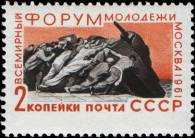 ВСЕМИРНЫЙ ФОРУМ МОЛОДЕЖИ МОСКВА 1961
2 КОПЕЙКИ ПОЧТА СССР